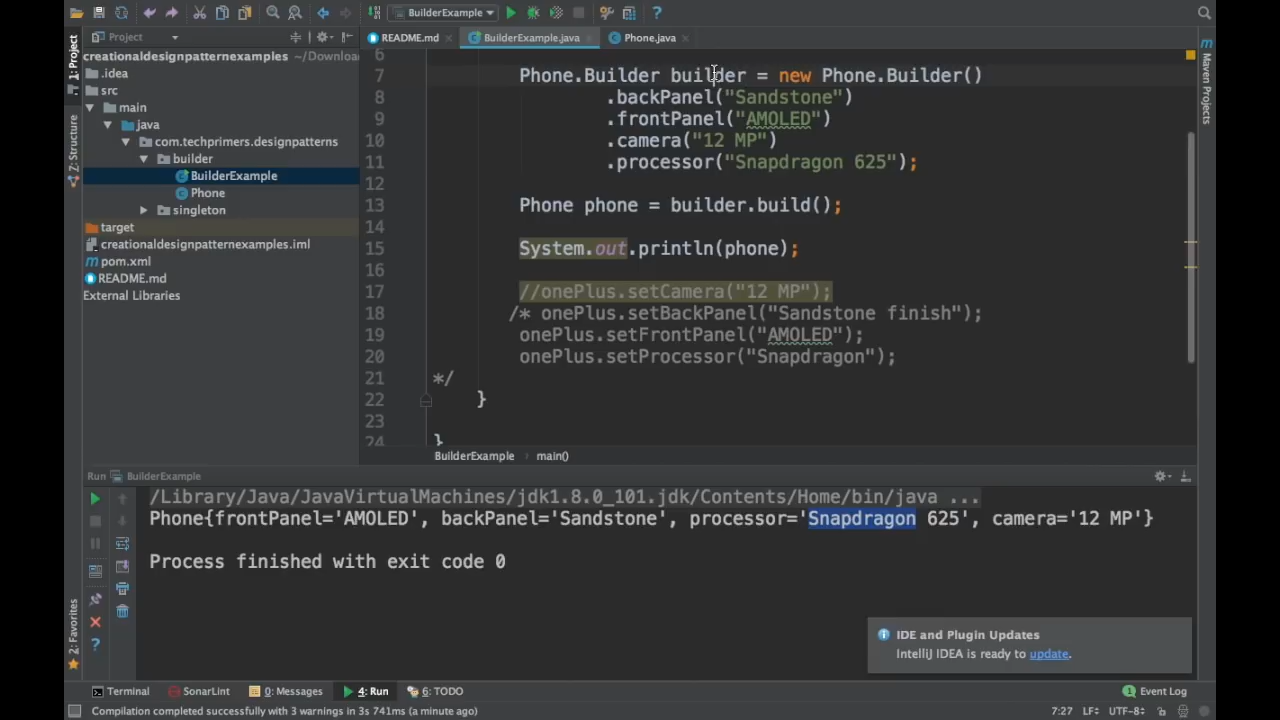 BuilderExample
Project
README.md
BuilderExample.java
Phone.java
creationaldesignpatternexamples ~/Downloa
.idea
src
main
java
com.techprimers.designpatterns
builder
BuilderExample
Phone
singleton
target
creationaldesignpatternexamples.iml
pom.xml
README.md
External Libraries
1: Project
7: Structure
2: Favorites
Maven Projects
6
7 Phone.Builder builder = new Phone.Builder()
8 .backPanel("Sandstone")
9 .frontPanel("AMOLED")
10 .camera("12 MP")
11 .processor("Snapdragon 625");
12
13 Phone phone = builder.build();
14
15 System.out.println(phone);
16
17 //onePlus.setCamera("12 MP");
18 /* onePlus.setBackPanel("Sandstone finish");
19 onePlus.setFrontPanel("AMOLED");
20 onePlus.setProcessor("Snapdragon");
21 */
22 }
23
24 }
BuilderExample main()
Run BuilderExample
/Library/Java/JavaVirtualMachines/jdk1.8.0_101.jdk/Contents/Home/bin/java ...
Phone{frontPanel='AMOLED', backPanel='Sandstone', processor='Snapdragon 625', camera='12 MP'}
Process finished with exit code 0
IDE and Plugin Updates
IntelliJ IDEA is ready to update.
Terminal SonarLint 0: Messages 4: Run 6: TODO Event Log
Compilation completed successfully with 3 warnings in 3s 741ms (a minute ago) 7:27 LF UTF-8